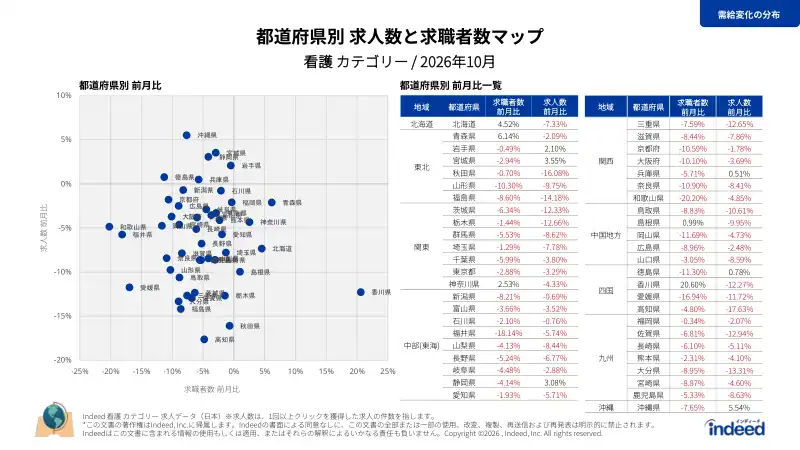 需給変化の分布
都道府県別 求人数と求職者数マップ
看護 カテゴリー / 2026年10月
都道府県別 前月比
10%
5%
0%
-5%
-10%
-15%
-20%
求人数 前月比
-25% -20% -15% -10% -5% 0% 5% 10% 15% 20% 25%
求職者数 前月比
沖縄県
宮城県
静岡県
岩手県
徳島県
兵庫県
新潟県
石川県
京都府
福岡県
青森県
広島県
大阪府
熊本県
神奈川県
和歌山県
長崎県
福井県
愛知県
長野県
北海道
滋賀県
埼玉県
奈良県
山形県
島根県
鳥取県
愛媛県
茨城県
栃木県
香川県
福島県
秋田県
高知県
都道府県別 前月比一覧
地域 都道府県 求職者数 前月比 求人数 前月比
北海道 北海道 4.52% -7.33%
東北 青森県 6.14% -2.09%
岩手県 -0.49% 2.10%
宮城県 -2.94% 3.55%
秋田県 -0.70% -16.08%
山形県 -10.30% -9.75%
福島県 -8.60% -14.18%
関東 茨城県 -6.34% -12.33%
栃木県 -1.44% -12.66%
群馬県 -5.53% -8.62%
埼玉県 -1.29% -7.78%
千葉県 -5.99% -3.80%
東京都 -2.88% -3.29%
神奈川県 2.53% -4.33%
中部(東海) 新潟県 -8.21% -0.69%
富山県 -3.66% -3.52%
石川県 -2.10% -0.76%
福井県 -18.14% -5.74%
山梨県 -4.13% -8.44%
長野県 -5.24% -6.77%
岐阜県 -4.48% -2.88%
静岡県 -4.14% 3.08%
愛知県 -1.93% -5.71%
地域 都道府県 求職者数 前月比 求人数 前月比
関西 三重県 -7.59% -12.65%
滋賀県 -8.44% -7.86%
京都府 -10.59% -1.78%
大阪府 -10.10% -3.69%
兵庫県 -5.71% 0.51%
奈良県 -10.90% -8.41%
和歌山県 -20.20% -4.85%
中国地方 鳥取県 -8.83% -10.61%
島根県 0.99% -9.95%
岡山県 -11.69% -4.73%
広島県 -8.96% -2.48%
山口県 -3.05% -8.59%
四国 徳島県 -11.30% 0.78%
香川県 20.60% -12.27%
愛媛県 -16.94% -11.72%
高知県 -4.80% -17.63%
九州 福岡県 -0.34% -2.07%
佐賀県 -6.81% -12.94%
長崎県 -6.10% -5.11%
熊本県 -2.31% -4.10%
大分県 -8.95% -13.31%
宮崎県 -8.87% -4.60%
鹿児島県 -5.33% -8.63%
沖縄 沖縄県 -7.65% 5.54%
Indeed 看護 カテゴリー 求人データ（日本）※求人数は、1回以上クリックを獲得した求人の件数を指します。
*この文書の著作権はIndeed, Inc.に帰属します。Indeedの書面による同意なしに、この文書の全部または一部の使用、改変、複製、再送信および再発表は明示的に禁止されます。
Indeedはこの文書に含まれる情報の使用もしくは適用、またはそれらの解釈によるいかなる責任も負いません。Copyright ©2026 , Indeed, Inc. All rights reserved.
インディード
indeed